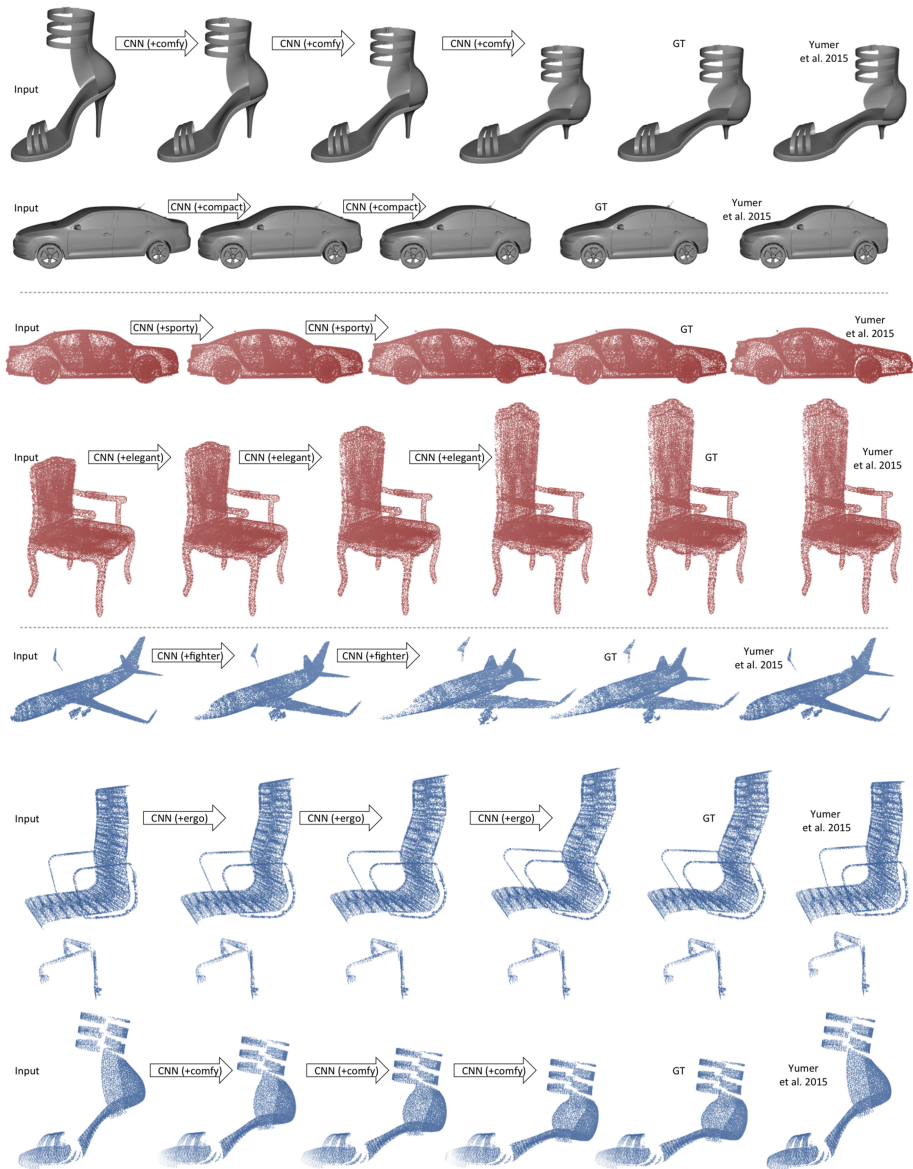 CNN (+comfy)
CNN (+comfy)
CNN (+comfy)
GT
Yumer
et al. 2015
Input
Input
CNN (+compact)
CNN (+compact)
GT
Yumer
et al. 2015
Input
CNN (+sporty)
CNN (+sporty)
GT
Yumer
et al. 2015
Input
CNN (+elegant)
CNN (+elegant)
CNN (+elegant)
GT
Yumer
et al. 2015
Input
CNN (+fighter)
CNN (+fighter)
GT
Yumer
et al. 2015
Input
CNN (+ergo)
CNN (+ergo)
CNN (+ergo)
GT
Yumer
et al. 2015
Input
CNN (+comfy)
CNN (+comfy)
CNN (+comfy)
GT
Yumer
et al. 2015